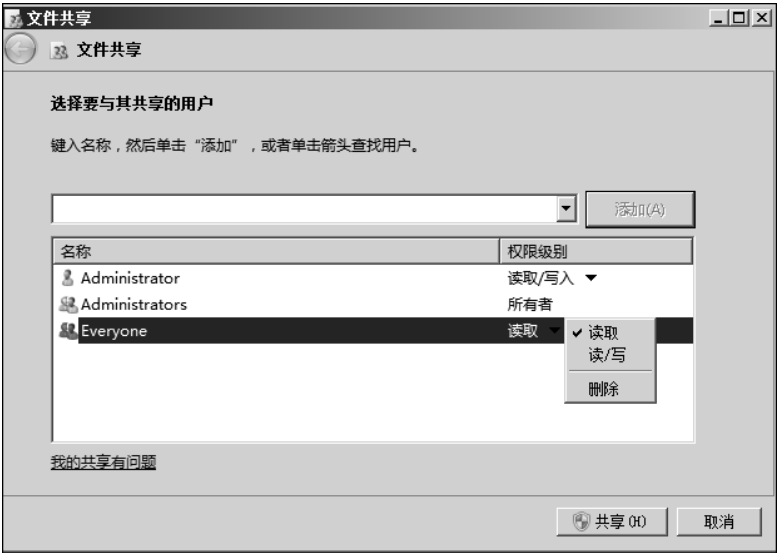 文件共享
文件共享
选择要与其共享的用户
键入名称，然后单击“添加”，或者单击箭头查找用户。
添加(A)
名称 权限级别
Administrator 读取/写入
Administrators 所有者
Everyone 读取
读取
读/写
删除
我的共享有问题
共享(H) 取消